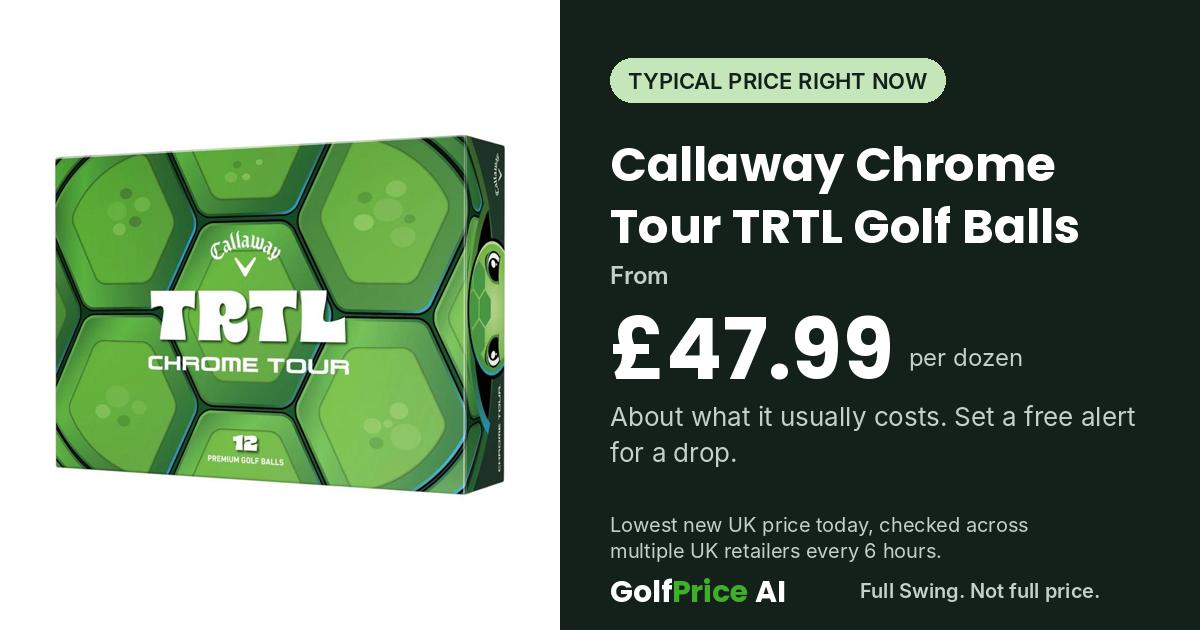 Callaway
TRTL
CHROME TOUR
12
PREMIUM GOLF BALLS
Callaway
CHROME TOUR
TYPICAL PRICE RIGHT NOW
Callaway Chrome
Tour TRTL Golf Balls
From
£47.99 per dozen
About what it usually costs. Set a free alert
for a drop.
Lowest new UK price today, checked across
multiple UK retailers every 6 hours.
GolfPrice AI
Full Swing. Not full price.